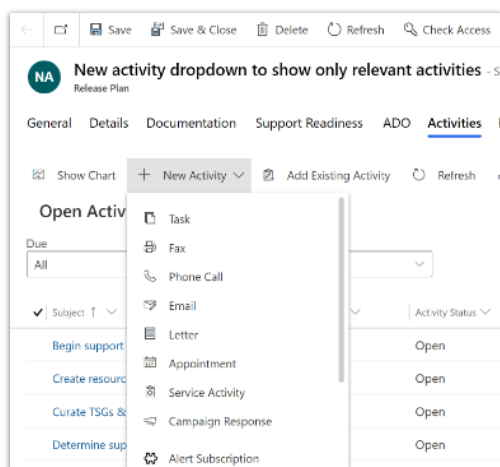 Save Save & Close Delete Refresh Check Access
NA New activity dropdown to show only relevant activities - S
Release Plan
General Details Documentation Support Readiness ADO Activities
Show Chart New Activity Add Existing Activity Refresh
Open Activ
Due
All
Subject Activity Status
Task
Fax
Phone Call
Email
Letter
Appointment
Service Activity
Campaign Response
Alert Subscription
Begin support Open
Create resourc Open
Curate TSGs & Open
Determine sup Open